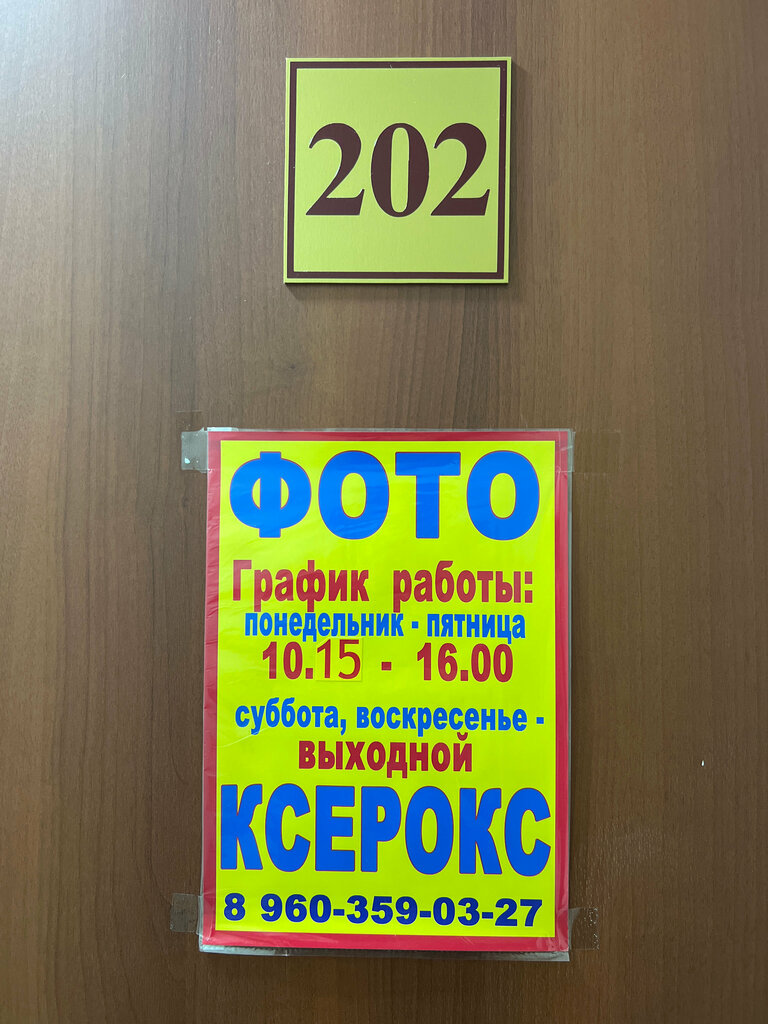 202
ФОТО
График работы:
понедельник - пятница
10.15 - 16.00
суббота, воскресенье -
выходной
КСЕРОКС
8 960-359-03-27